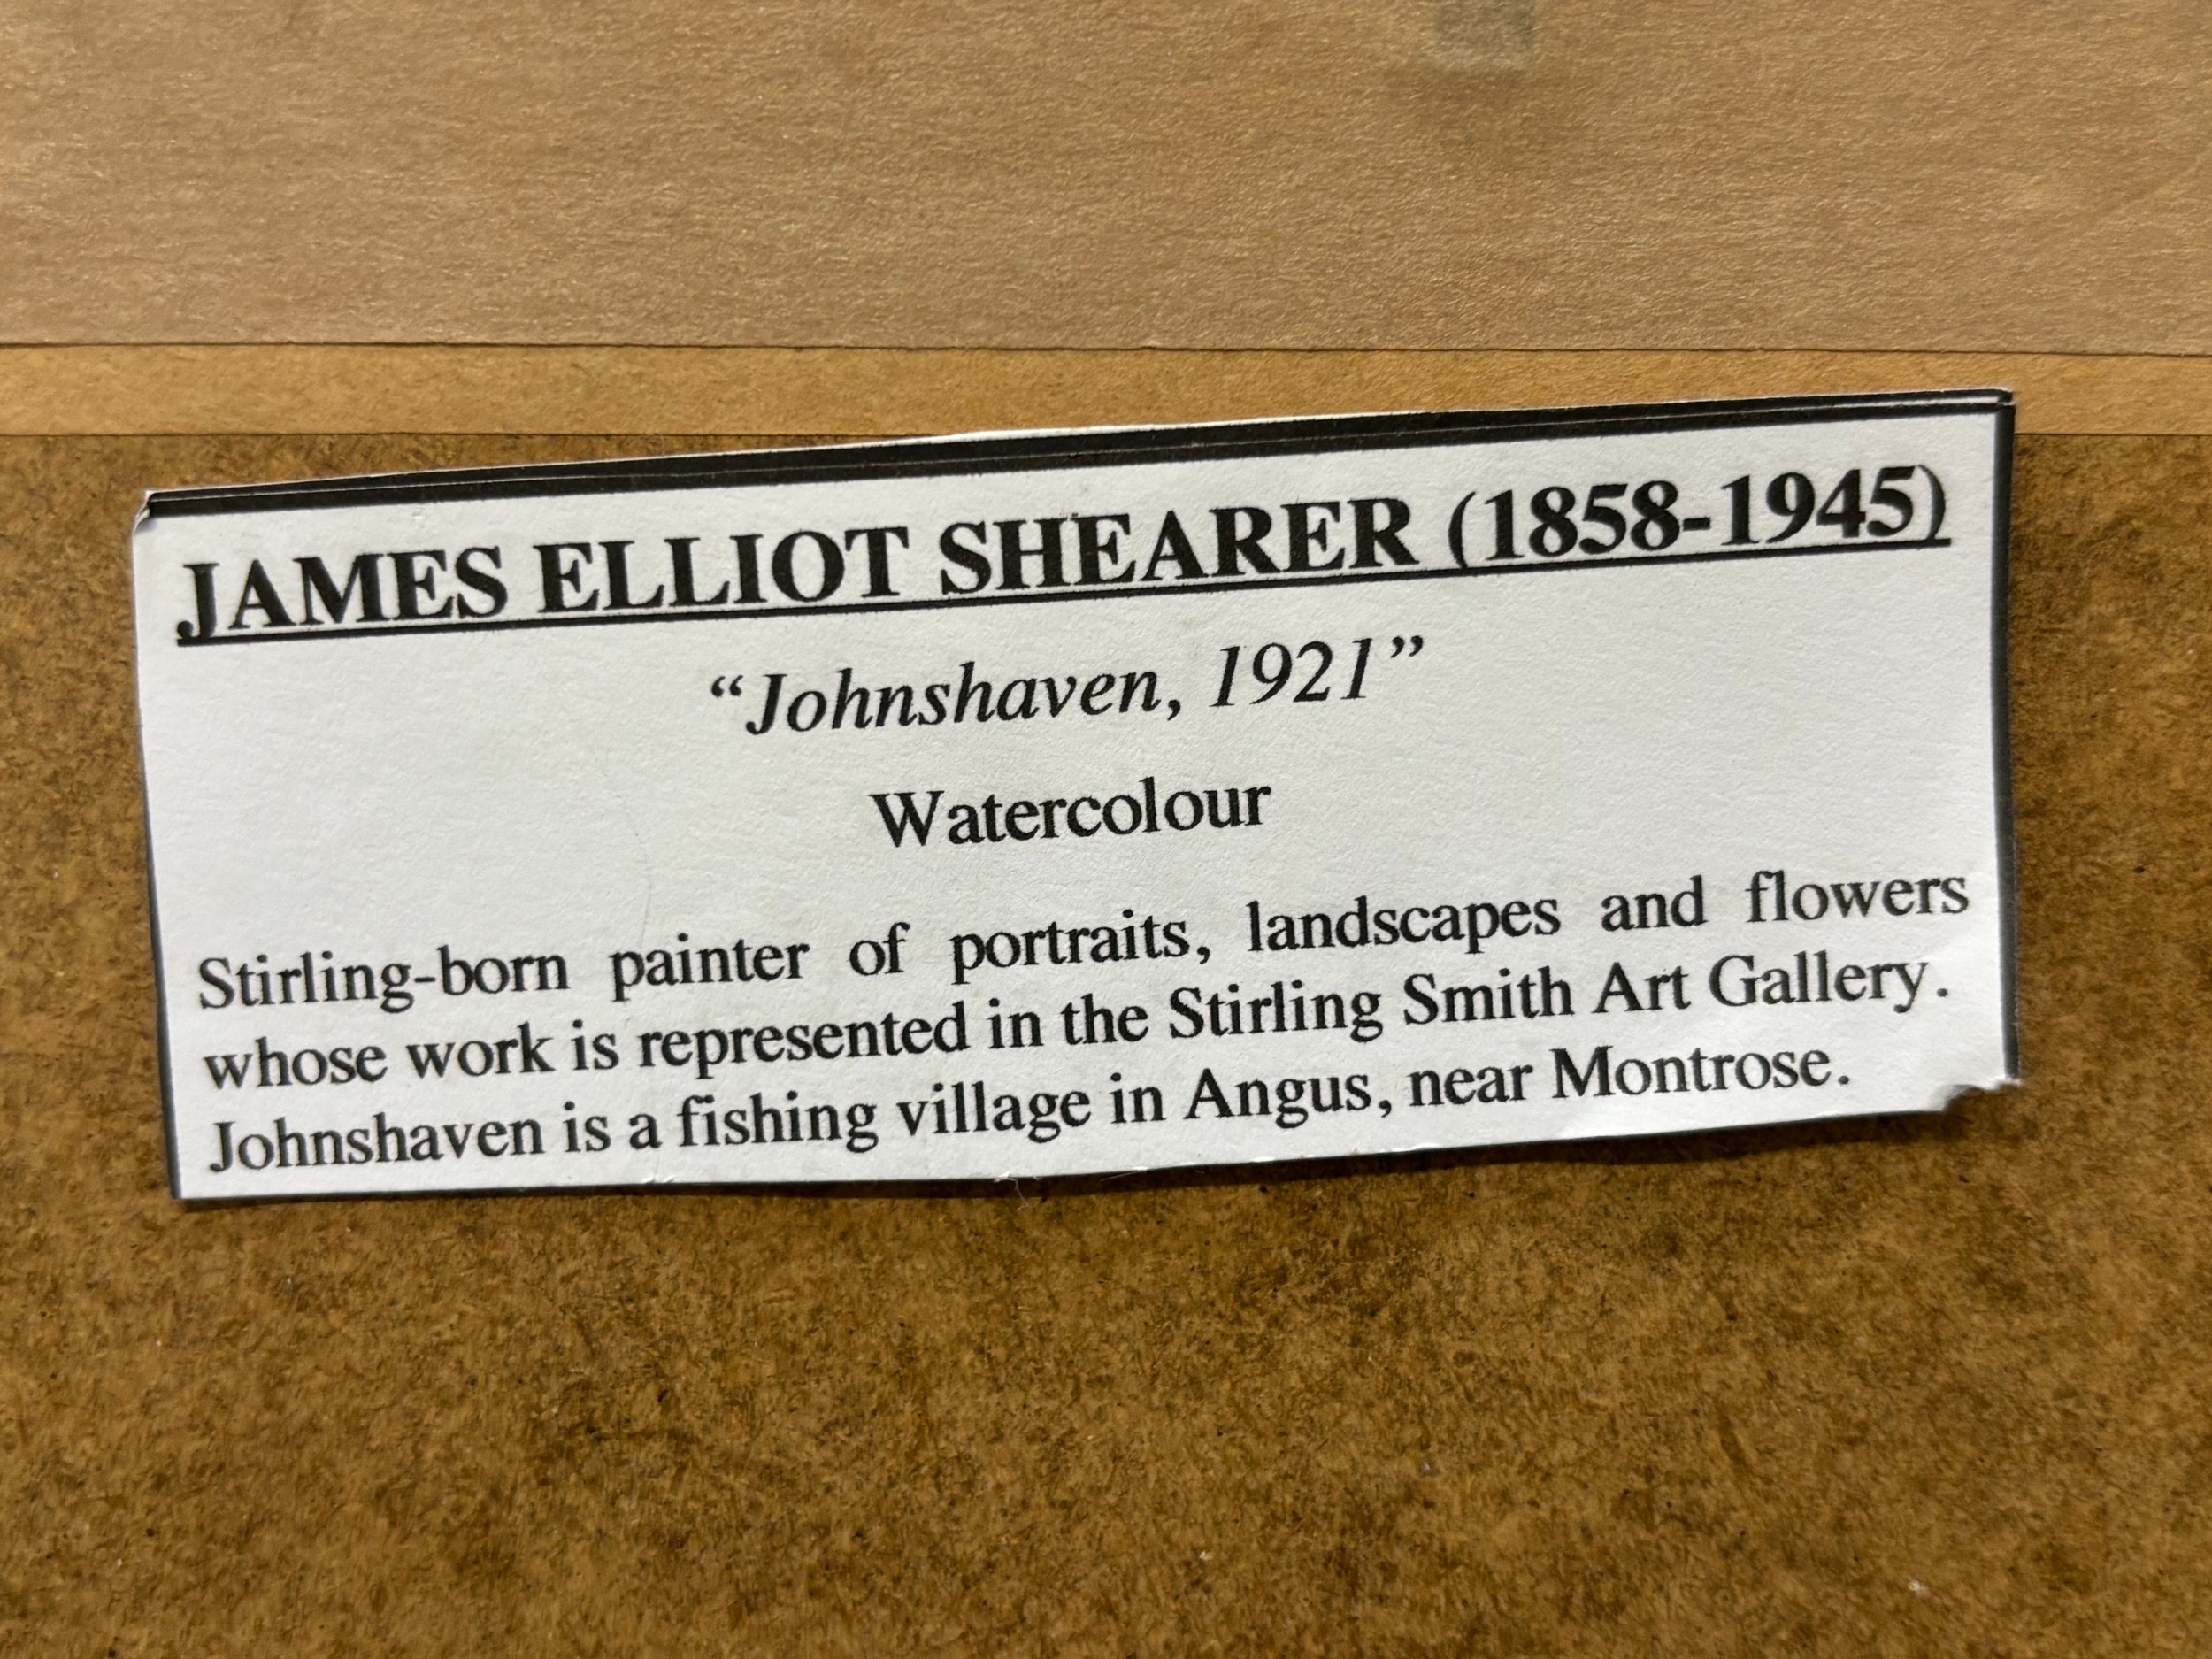 JAMES ELLIOT SHEARER (1858-1945)
“Johnshaven, 1921”
Watercolour
Stirling-born painter of portraits, landscapes and flowers
whose work is represented in the Stirling Smith Art Gallery.
Johnshaven is a fishing village in Angus, near Montrose.